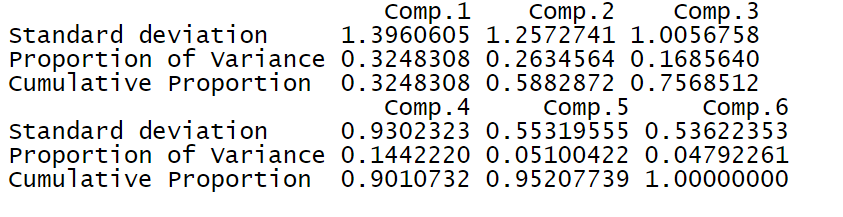 Comp.1 Comp.2 Comp.3
Standard deviation 1.3960605 1.2572741 1.0056758
Proportion of Variance 0.3248308 0.2634564 0.1685640
Cumulative Proportion 0.3248308 0.5882872 0.7568512
Comp.4 Comp.5 Comp.6
Standard deviation 0.9302323 0.55319555 0.53622353
Proportion of Variance 0.1442220 0.05100422 0.04792261
Cumulative Proportion 0.9010732 0.95207739 1.00000000